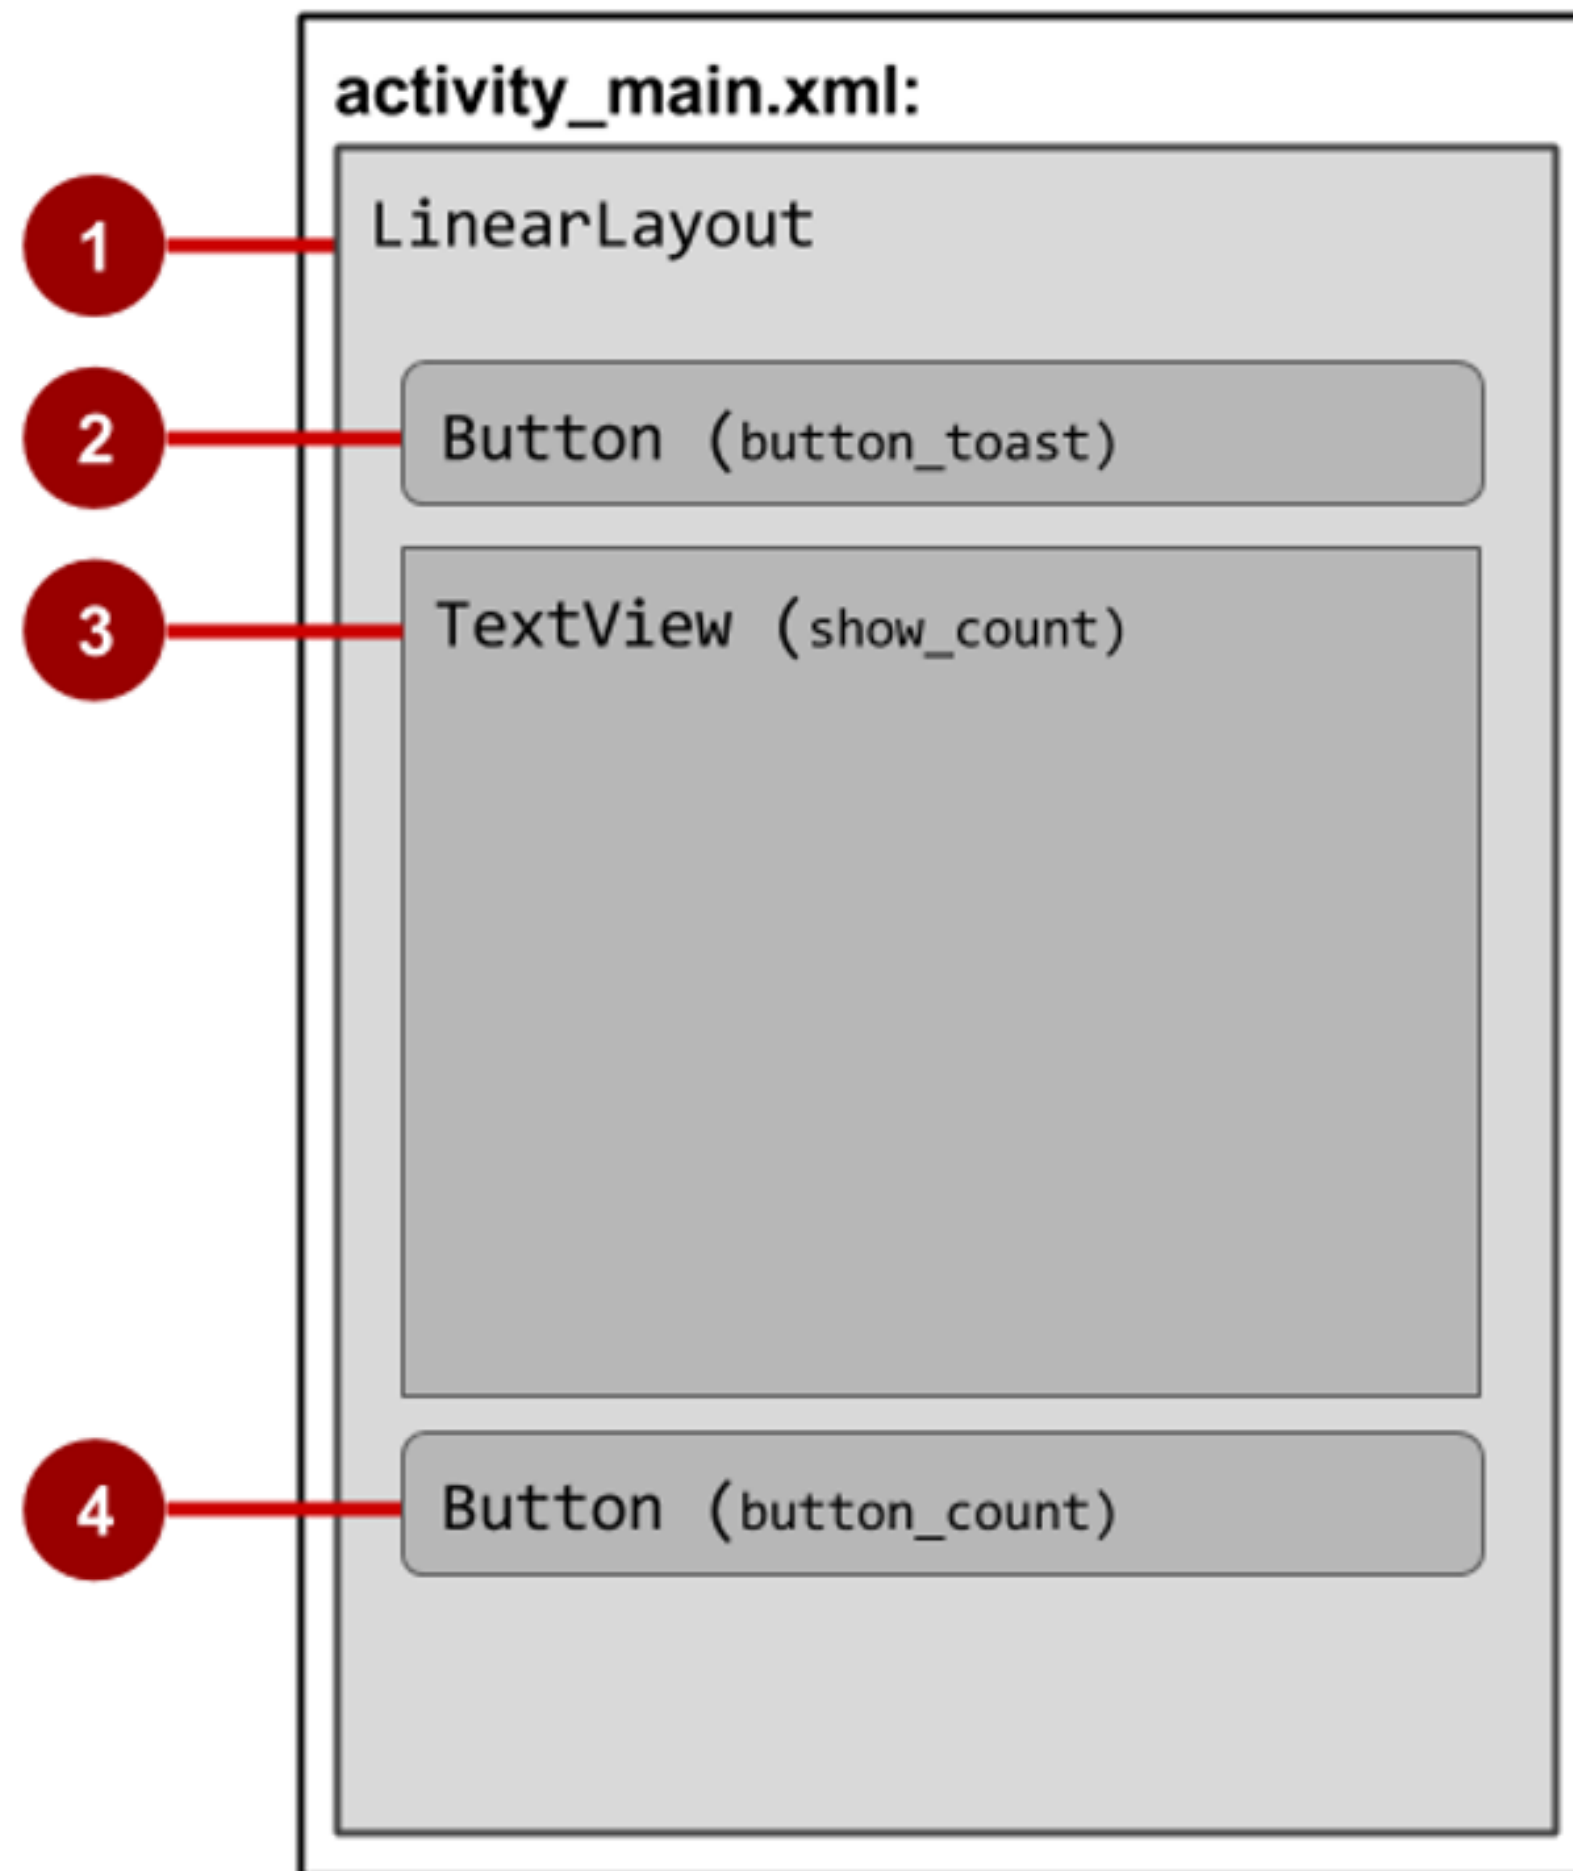 activity_main.xml:
1
LinearLayout
2
Button (button_toast)
3
TextView (show_count)
4
Button (button_count)